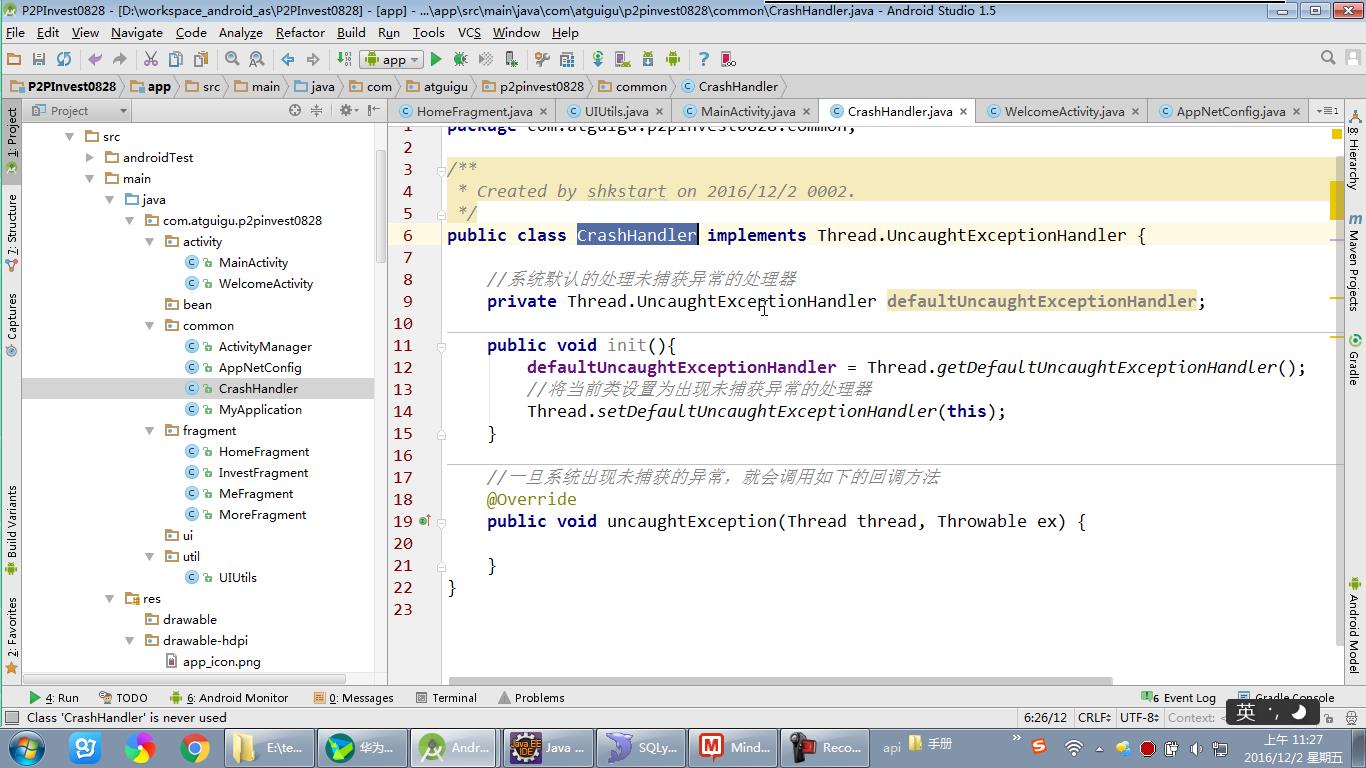 P2PInvest0828 - [D:\workspace_android_as\P2PInvest0828] - [app] - ...\app\src\main\java\com\atguigu\p2pinvest0828\common\CrashHandler.java - Android Studio 1.5
File Edit View Navigate Code Analyze Refactor Build Run Tools VCS Window Help
app
P2PInvest0828 app src main java com atguigu p2pinvest0828 common CrashHandler
Project
HomeFragment.java UIUtils.java MainActivity.java CrashHandler.java WelcomeActivity.java AppNetConfig.java
1: Project
7: Structure
Captures
Build Variants
2: Favorites
src
androidTest
main
java
com.atguigu.p2pinvest0828
activity
MainActivity
WelcomeActivity
bean
common
ActivityManager
AppNetConfig
CrashHandler
MyApplication
fragment
HomeFragment
InvestFragment
MeFragment
MoreFragment
ui
util
UIUtils
res
drawable
drawable-hdpi
app_icon.png
1 package com.atguigu.p2pinvest0828.common;
2
3 /**
4 * Created by shkstart on 2016/12/2 0002.
5 */
6 public class CrashHandler implements Thread.UncaughtExceptionHandler {
7
8 //系统默认的处理未捕获异常的处理器
9 private Thread.UncaughtExceptionHandler defaultUncaughtExceptionHandler;
10
11 public void init(){
12 defaultUncaughtExceptionHandler = Thread.getDefaultUncaughtExceptionHandler();
13 //将当前类设置为出现未捕获异常的处理器
14 Thread.setDefaultUncaughtExceptionHandler(this);
15 }
16
17 //一旦系统出现未捕获的异常，就会调用如下的回调方法
18 @Override
19 public void uncaughtException(Thread thread, Throwable ex) {
20
21 }
22 }
23
8: Hierarchy
Maven Projects
Gradle
Android Model
4: Run TODO 6: Android Monitor 0: Messages Terminal Problems 6 Event Log Gradle Console
Class 'CrashHandler' is never used 6:26/12 CRLF UTF-8 Context:
英
E:\te... 华为... Andr... Java ... SQLy... Mind... Reco... api 手册
上午 11:27
2016/12/2 星期五